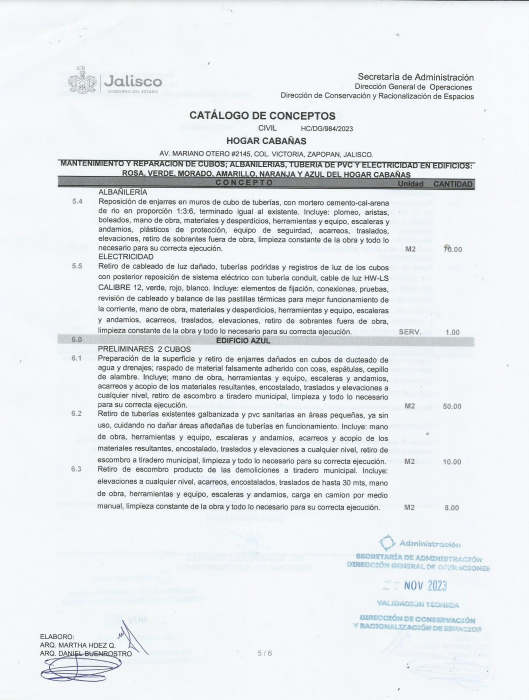 Jalisco
GOBIERNO DEL ESTADO
Secretaria de Administración
Dirección General de Operaciones
Dirección de Conservación y Racionalización de Espacios
CATÁLOGO DE CONCEPTOS
CIVIL HC/DG/984/2023
HOGAR CABAÑAS
AV. MARIANO OTERO #2145, COL. VICTORIA, ZAPOPAN, JALISCO.
MANTENIMIENTO Y REPARACION DE CUBOS; ALBAÑILERIAS, TUBERIA DE PVC Y ELECTRICIDAD EN EDIFICIOS:
ROSA, VERDE, MORADO, AMARILLO, NARANJA Y AZUL DEL HOGAR CABAÑAS
CONCEPTO Unidad CANTIDAD
ALBAÑILERÍA
5.4 Reposición de enjarres en muros de cubo de tuberías, con mortero cemento-cal-arena
de rio en proporción 1:3:6, terminado igual al existente. Incluye: plomeo, aristas,
boleados, mano de obra, materiales y desperdicios, herramientas y equipo, escaleras y
andamios, plásticos de protección, equipo de seguirdad, acarreos, traslados,
elevaciones, retiro de sobrantes fuera de obra, limpieza constante de la obra y todo lo
necesario para su correcta ejecución. M2 70.00
ELECTRICIDAD
5.5 Retiro de cableado de luz dañado, tuberías podridas y registros de luz de los cubos
con posterior reposición de sistema eléctrico con tubería conduit, cable de luz HW-LS
CALIBRE 12, verde, rojo, blanco. Incluye: elementos de fijación, conexiones, pruebas,
revisión de cableado y balance de las pastillas térmicas para mejor funcionamiento de
la corriente, mano de obra, materiales y desperdicios, herramientas y equipo, escaleras
y andamios, acarreos, traslados, elevaciones, retiro de sobrantes fuera de obra,
limpieza constante de la obra y todo lo necesario para su correcta ejecución. SERV. 1.00
6.0 EDIFICIO AZUL
PRELIMINARES 2 CUBOS
6.1 Preparación de la superficie y retiro de enjarres dañados en cubos de ducteado de
agua y drenajes; raspado de material falsamente adherido con coas, espátulas, cepillo
de alambre. Incluye; mano de obra, herramientas y equipo, escaleras y andamios,
acarreos y acopio de los materiales resultantes, encostalado, traslados y elevaciones a
cualquier nivel, retiro de escombro a tiradero municipal, limpieza y todo lo necesario
para su correcta ejecución. M2 50.00
6.2 Retiro de tuberías existentes galvanizada y pvc sanitarias en áreas pequeñas, ya sin
uso, cuidando no dañar áreas añedañas de tuberías en funcionamiento. Incluye: mano
de obra, herramientas y equipo, escaleras y andamios, acarreos y acopio de los
materiales resultantes, encostalado, traslados y elevaciones a cualquier nivel, retiro de
escombro a tiradero municipal, limpieza y todo lo necesario para su correcta ejecución. M2 10.00
6.3 Retiro de escombro producto de las demoliciones a tiradero municipal. Incluye:
elevaciones a cualquier nivel, acarreos, encostalados, traslados de hasta 30 mts, mano
de obra, herramientas y equipo, escaleras y andamios, carga en camion por medio
manual, limpieza constante de la obra y todo lo necesario para su correcta ejecución. M2 8.00
Administración
SECRETARÍA DE ADMINISTRACIÓN
DIRECCIÓN GENERAL DE OPERACIONES
NOV 2023
VALIDACIÓN TÉCNICA
DIRECCIÓN DE CONSERVACIÓN
Y RACIONALIZACIÓN DE ESPACIOS
ELABORO:
ARQ. MARTHA HDEZ Q.
ARQ. DANIEL BUENROSTRO
5 / 6